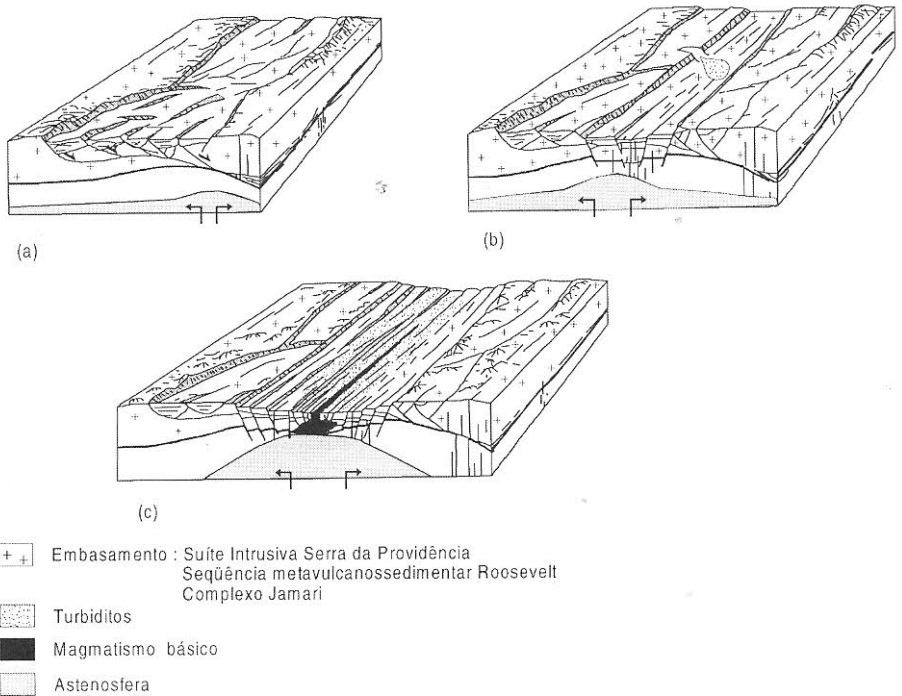 (a)
(b)
(c)
+ + Embasamento : Suíte Intrusiva Serra da Providência
Seqüência metavulcanossedimentar Roosevelt
Complexo Jamari
Turbiditos
Magmatismo básico
Astenosfera